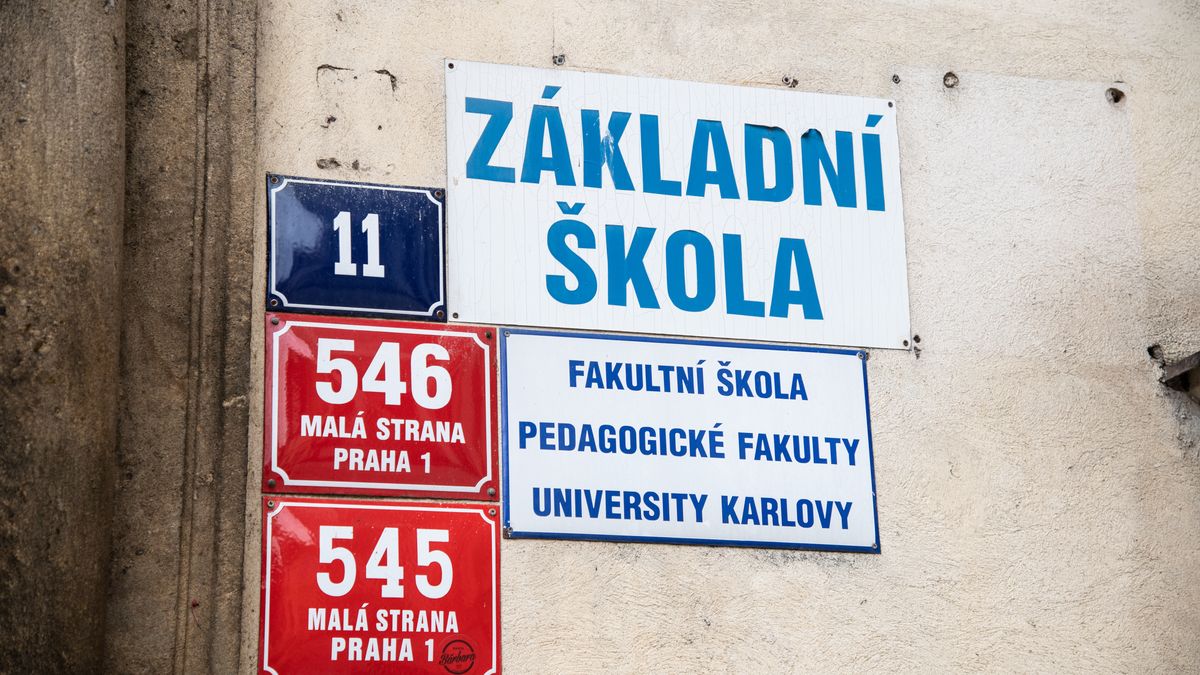 ZÁKLADNÍ
ŠKOLA
11
546
MALÁ STRANA
PRAHA 1
FAKULTNÍ ŠKOLA
PEDAGOGICKÉ FAKULTY
UNIVERSITY KARLOVY
545
MALÁ STRANA
PRAHA 1
Bárbara